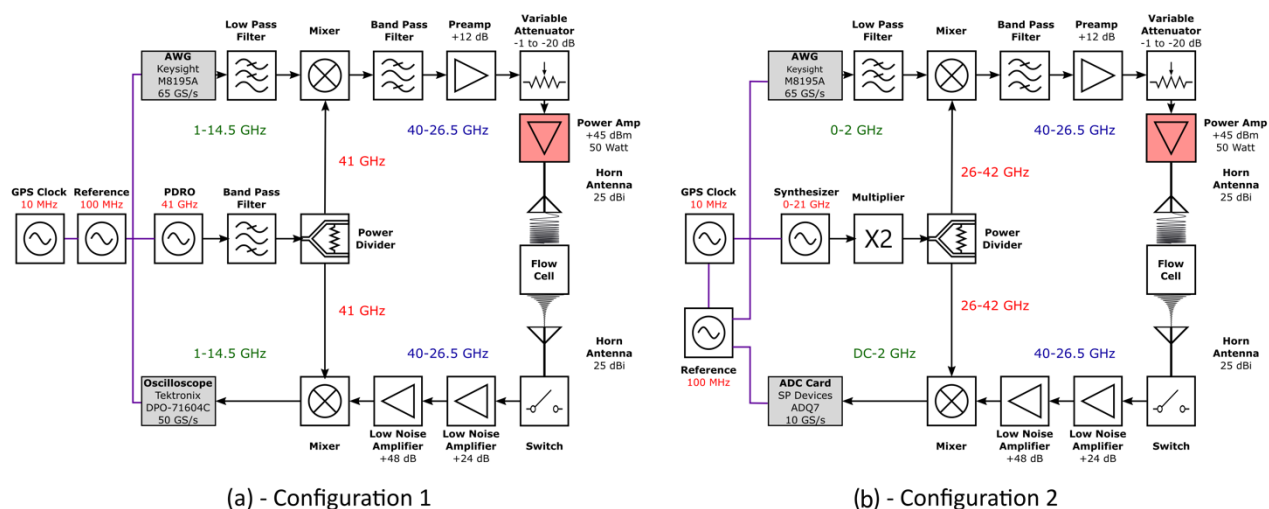 Low Pass
Filter
Mixer
Band Pass
Filter
Preamp
+12 dB
Variable
Attenuator
-1 to -20 dB
AWG
Keysight
M8195A
65 GS/s
1-14.5 GHz
40-26.5 GHz
Power Amp
+45 dBm
50 Watt
41 GHz
GPS Clock
10 MHz
Reference
100 MHz
PDRO
41 GHz
Band Pass
Filter
Power
Divider
Horn
Antenna
25 dBi
Flow
Cell
41 GHz
1-14.5 GHz
40-26.5 GHz
Horn
Antenna
25 dBi
Oscilloscope
Tektronix
DPO-71604C
50 GS/s
Mixer
Low Noise
Amplifier
+48 dB
Low Noise
Amplifier
+24 dB
Switch
(a) - Configuration 1
Low Pass
Filter
Mixer
Band Pass
Filter
Preamp
+12 dB
Variable
Attenuator
-1 to -20 dB
AWG
Keysight
M8195A
65 GS/s
0-2 GHz
40-26.5 GHz
Power Amp
+45 dBm
50 Watt
26-42 GHz
GPS Clock
10 MHz
Synthesizer
0-21 GHz
Multiplier
X2
Power
Divider
Horn
Antenna
25 dBi
Flow
Cell
26-42 GHz
Reference
100 MHz
DC-2 GHz
40-26.5 GHz
Horn
Antenna
25 dBi
ADC Card
SP Devices
ADQ7
10 GS/s
Mixer
Low Noise
Amplifier
+48 dB
Low Noise
Amplifier
+24 dB
Switch
(b) - Configuration 2